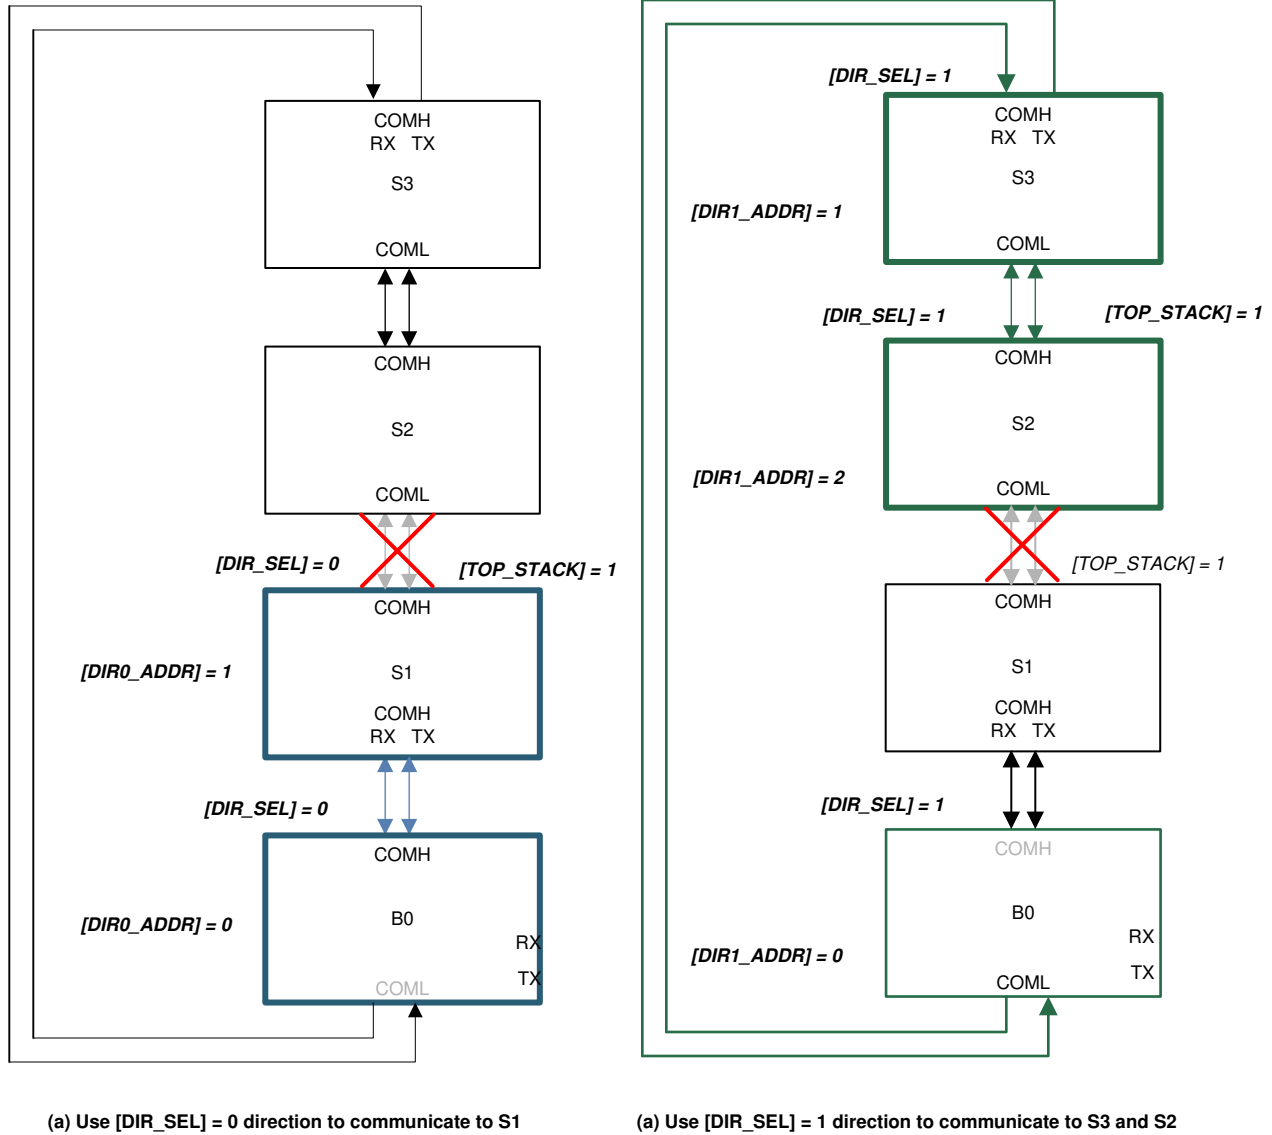 COMH
RX TX
S3
COML
COMH
S2
COML
[DIR_SEL] = 0
[TOP_STACK] = 1
COMH
[DIR0_ADDR] = 1
S1
COMH
RX TX
[DIR_SEL] = 0
COMH
B0
[DIR0_ADDR] = 0
RX
TX
COML
(a) Use [DIR_SEL] = 0 direction to communicate to S1
[DIR_SEL] = 1
COMH
RX TX
S3
[DIR1_ADDR] = 1
COML
[DIR_SEL] = 1
[TOP_STACK] = 1
COMH
S2
[DIR1_ADDR] = 2
COML
[TOP_STACK] = 1
COMH
S1
COMH
RX TX
[DIR_SEL] = 1
COMH
B0
RX
[DIR1_ADDR] = 0
TX
COML
(a) Use [DIR_SEL] = 1 direction to communicate to S3 and S2